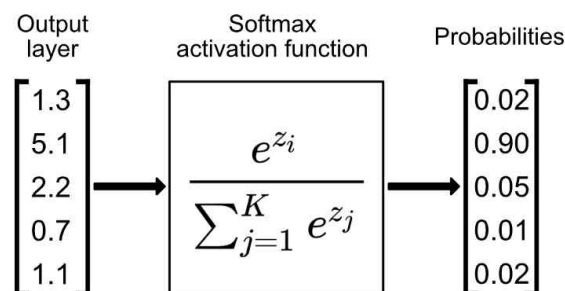 Output
layer
Softmax
activation function
Probabilities
1.3
5.1
2.2
0.7
1.1
e^{z_i}
\sum_{j=1}^{K} e^{z_j}
0.02
0.90
0.05
0.01
0.02